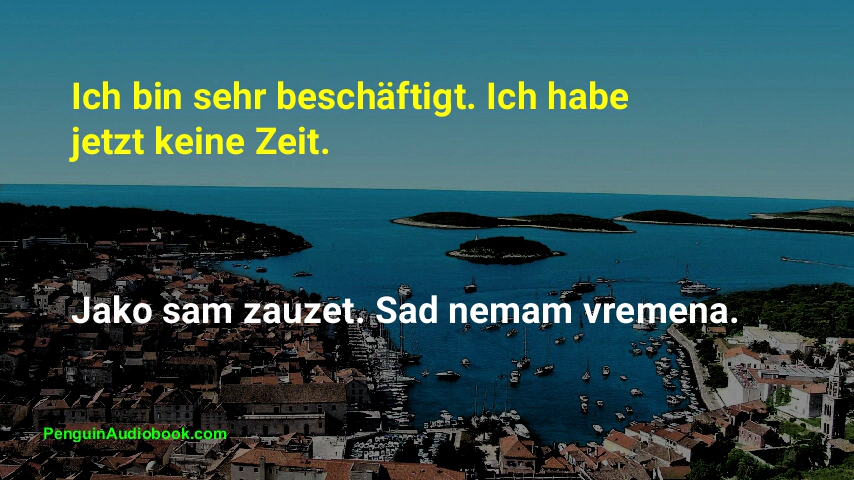 Ich bin sehr beschäftigt. Ich habe
jetzt keine Zeit.
Jako sam zauzet. Sad nemam vremena.
PenguinAudiobook.com